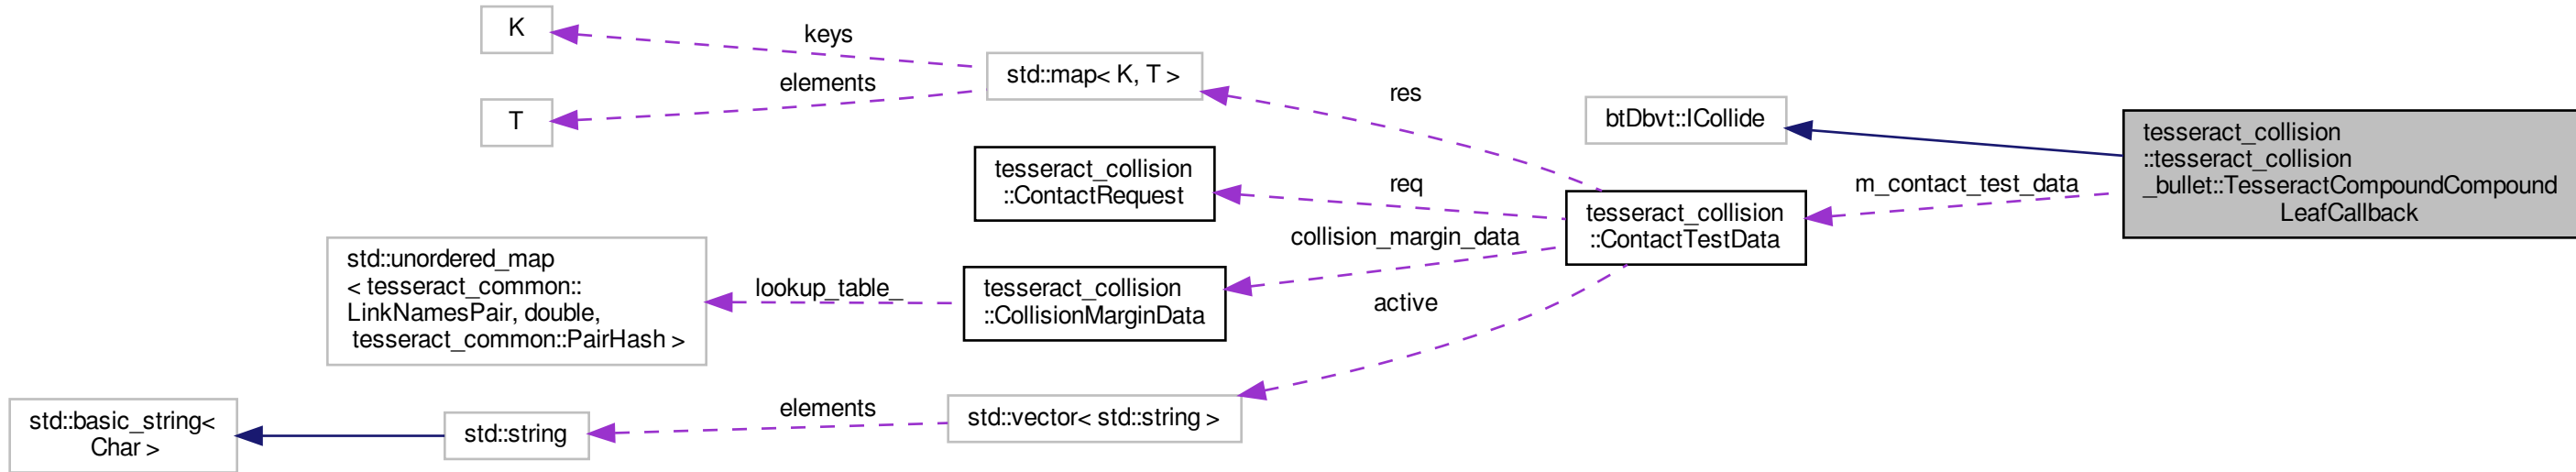 K
keys
std::map< K, T >
elements
T
res
btDbvt::ICollide
tesseract_collision
::tesseract_collision
_bullet::TesseractCompoundCompound
LeafCallback
tesseract_collision
::ContactRequest
req
m_contact_test_data
tesseract_collision
::ContactTestData
collision_margin_data
std::unordered_map
< tesseract_common::
LinkNamesPair, double,
tesseract_common::PairHash >
lookup_table_
tesseract_collision
::CollisionMarginData
active
std::basic_string<
Char >
std::string
elements
std::vector< std::string >